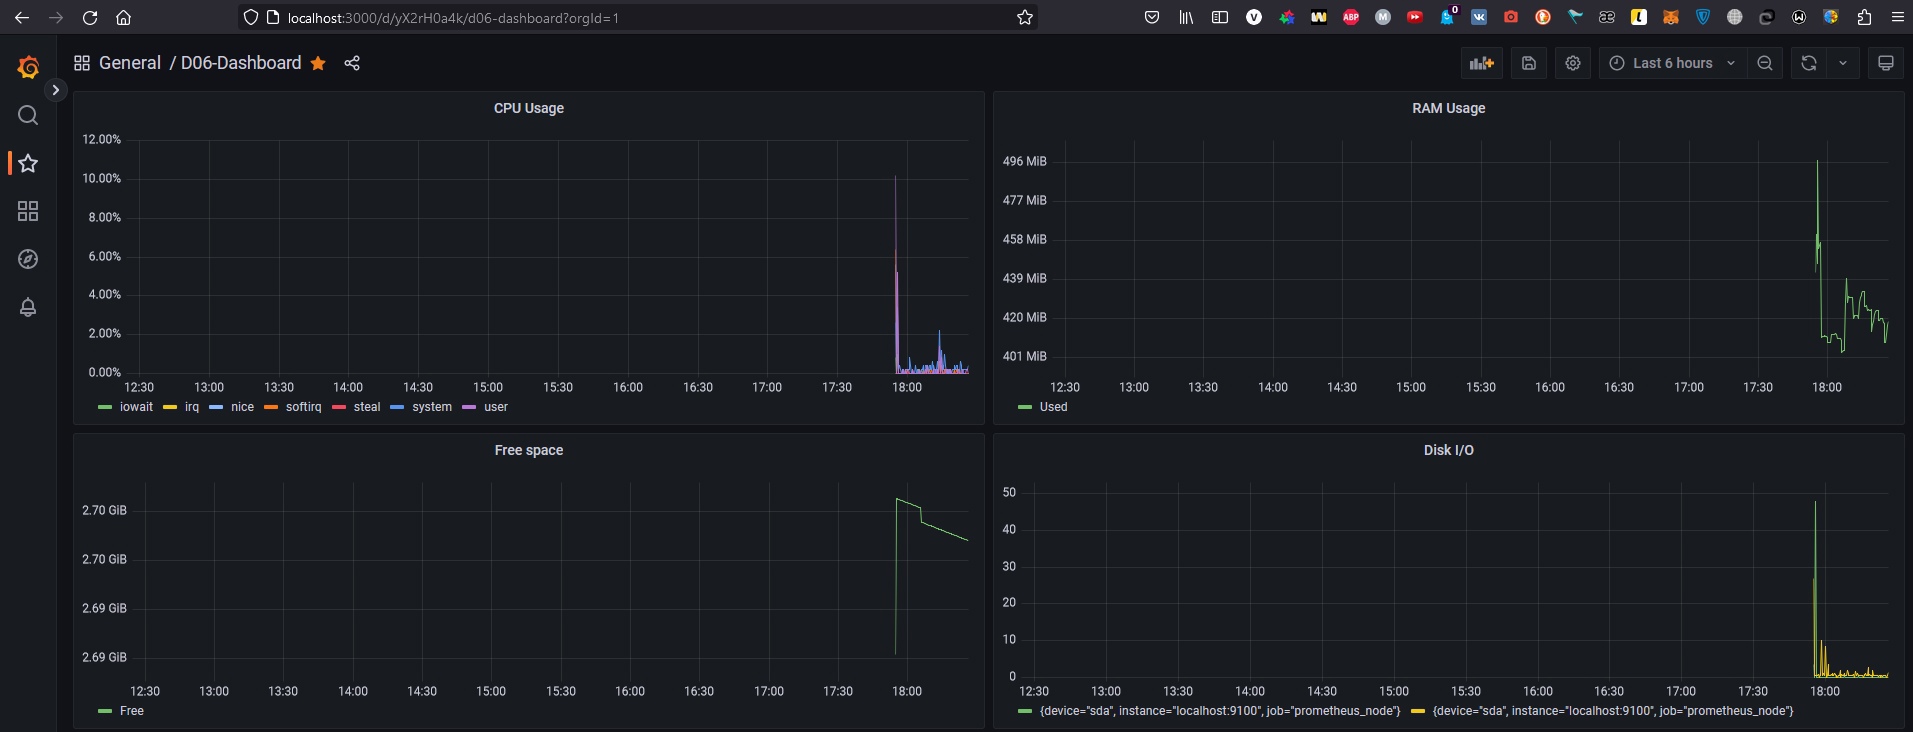 localhost:3000/d/yX2rH0a4k/d06-dashboard?orgId=1
V ABP M 0 VK L W
General / D06-Dashboard Last 6 hours
CPU Usage
12.00%
10.00%
8.00%
6.00%
4.00%
2.00%
0.00%
12:30 13:00 13:30 14:00 14:30 15:00 15:30 16:00 16:30 17:00 17:30 18:00
iowait irq nice softirq steal system user
RAM Usage
496 MiB
477 MiB
458 MiB
439 MiB
420 MiB
401 MiB
12:30 13:00 13:30 14:00 14:30 15:00 15:30 16:00 16:30 17:00 17:30 18:00
Used
Free space
2.70 GiB
2.70 GiB
2.69 GiB
2.69 GiB
12:30 13:00 13:30 14:00 14:30 15:00 15:30 16:00 16:30 17:00 17:30 18:00
Free
Disk I/O
50
40
30
20
10
0
12:30 13:00 13:30 14:00 14:30 15:00 15:30 16:00 16:30 17:00 17:30 18:00
{device="sda", instance="localhost:9100", job="prometheus_node"} {device="sda", instance="localhost:9100", job="prometheus_node"}